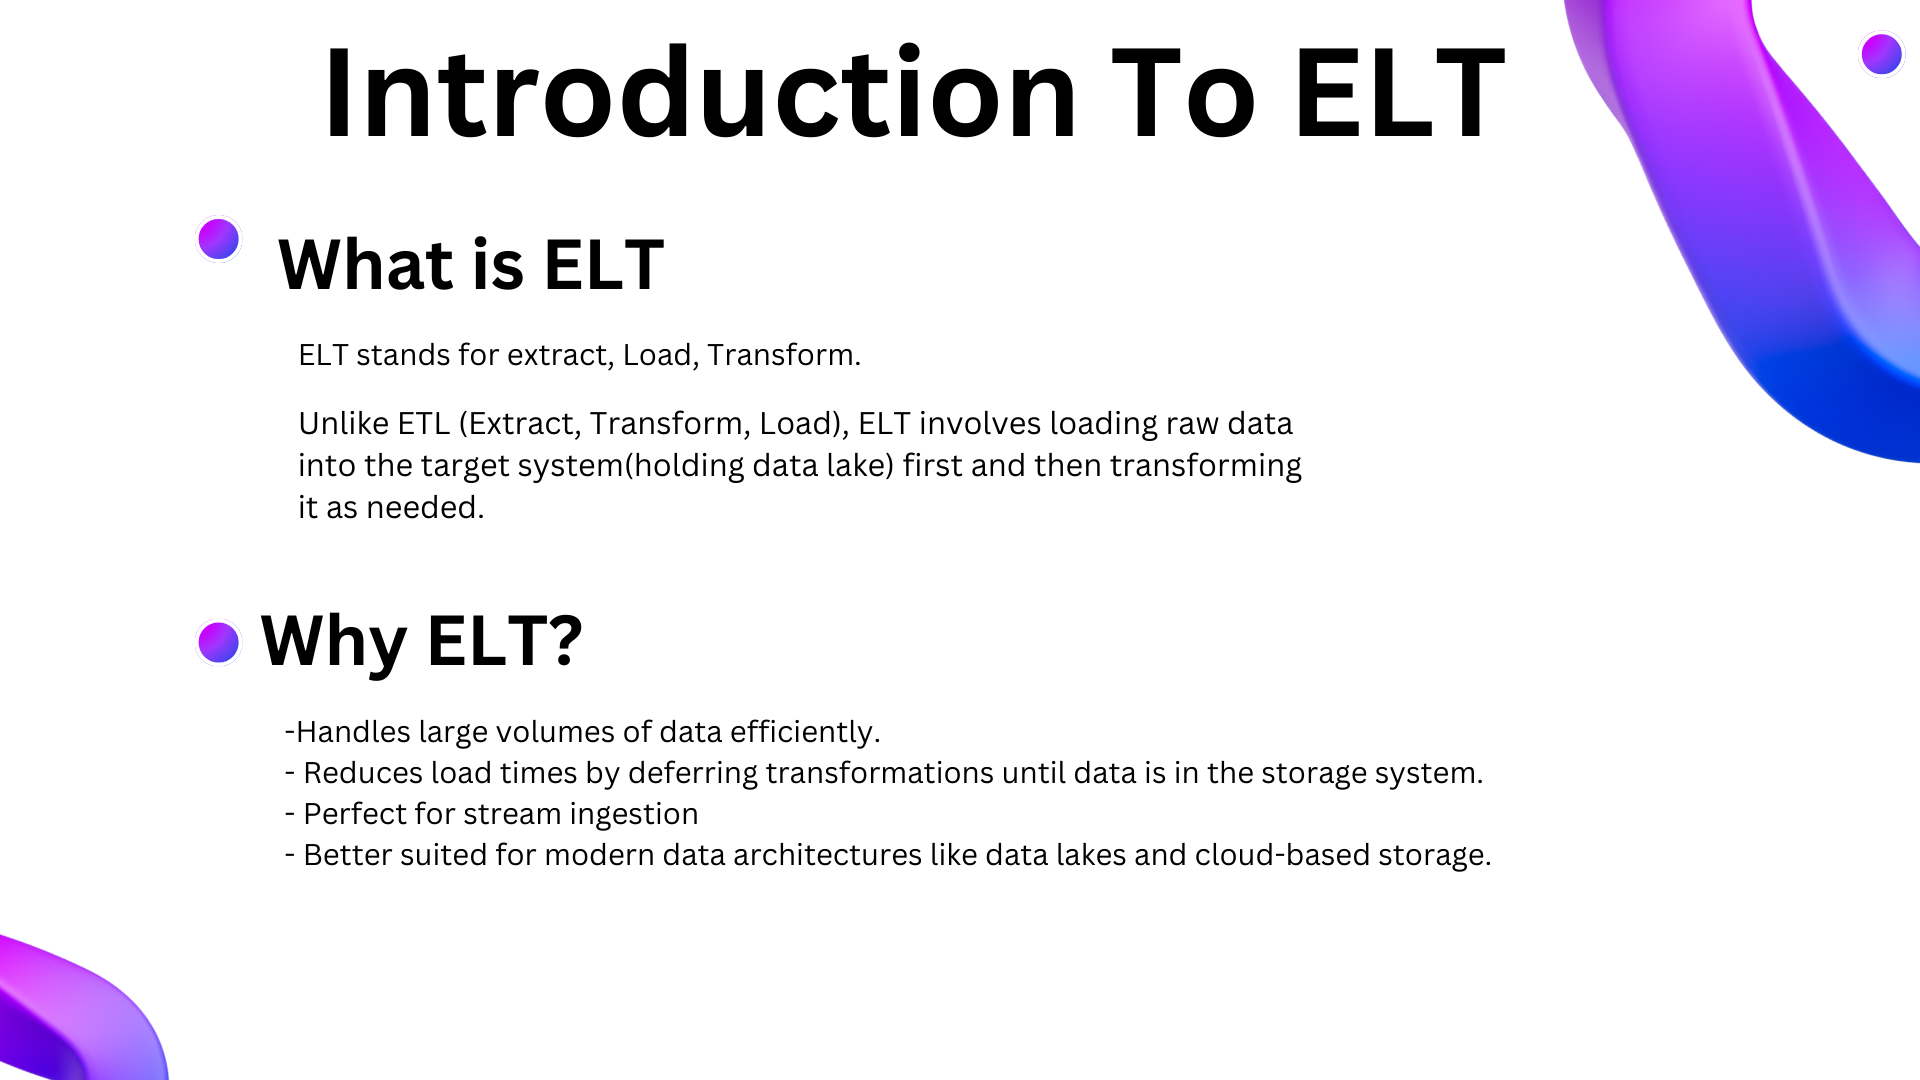 Introduction To ELT
What is ELT
ELT stands for extract, Load, Transform.
Unlike ETL (Extract, Transform, Load), ELT involves loading raw data
into the target system(holding data lake) first and then transforming
it as needed.
Why ELT?
-Handles large volumes of data efficiently.
- Reduces load times by deferring transformations until data is in the storage system.
- Perfect for stream ingestion
- Better suited for modern data architectures like data lakes and cloud-based storage.